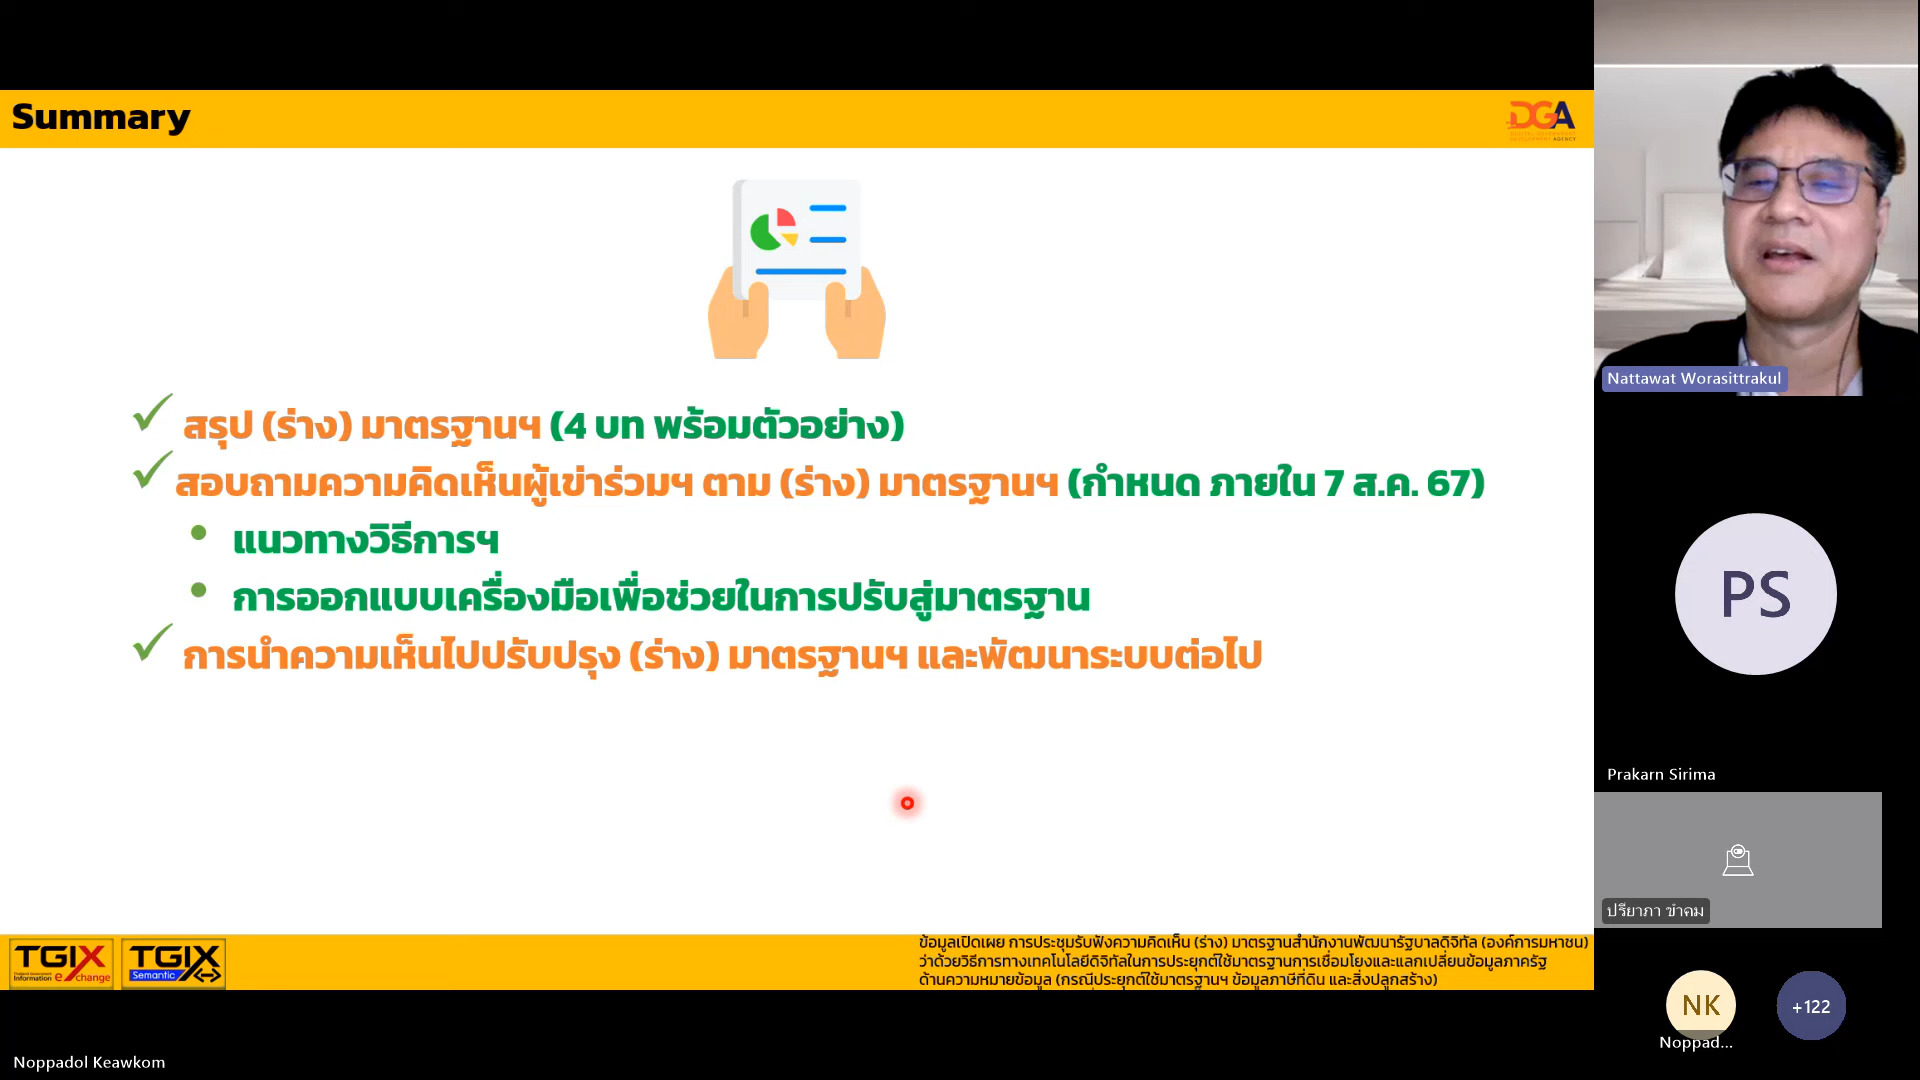 Summary
DGA
AGENCY
สรุป (ร่าง) มาตรฐานฯ (4 บท พร้อมตัวอย่าง)
สอบถามความคิดเห็นผู้เข้าร่วมฯ ตาม (ร่าง) มาตรฐานฯ (กำหนด ภายใน 7 ส.ค. 67)
แนวทางวิธีการฯ
การออกแบบเครื่องมือเพื่อช่วยในการปรับสู่มาตรฐาน
การนำความเห็นไปปรับปรุง (ร่าง) มาตรฐานฯ และพัฒนาระบบต่อไป
TGIX
Information eXchange
TGIX
Semantic
ข้อมูลเปิดเผย การประชุมรับฟังความคิดเห็น (ร่าง) มาตรฐานสำนักงานพัฒนารัฐบาลดิจิทัล (องค์การมหาชน)
ว่าด้วยวิธีการทางเทคโนโลยีดิจิทัลในการประยุกต์ใช้มาตรฐานการเชื่อมโยงและแลกเปลี่ยนข้อมูลภาครัฐ
ด้านความหมายข้อมูล (กรณีประยุกต์ใช้มาตรฐานฯ ข้อมูลภาษีที่ดิน และสิ่งปลูกสร้าง)
Noppadol Keawkom
Nattawat Worasittrakul
PS
Prakarn Sirima
ปรียาภา ขำคม
NK
+122
Noppad...